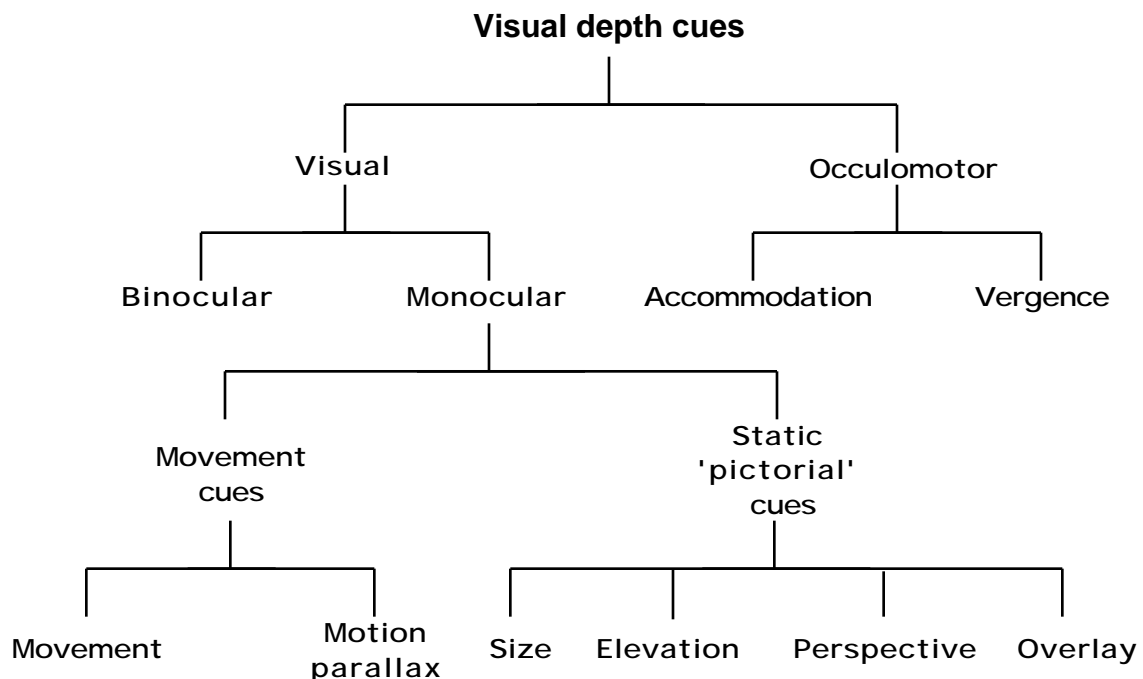 Visual depth cues
Visual
Occulomotor
Binocular
Monocular
Accommodation
Vergence
Movement
cues
Static
'pictorial'
cues
Movement
Motion
parallax
Size
Elevation
Perspective
Overlay